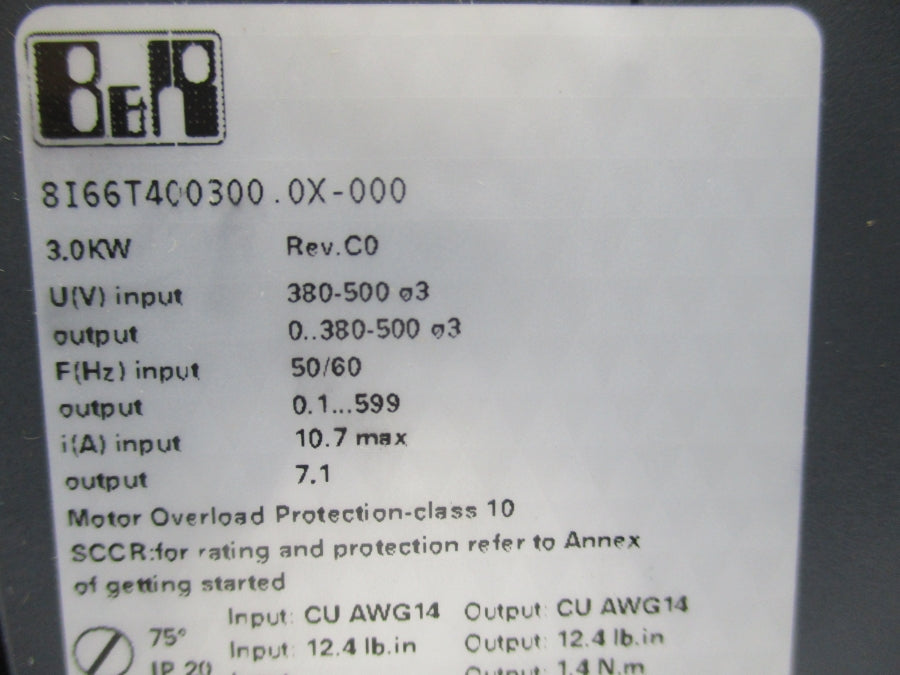 B&R
8I66T400300.0X-000
3.0KW Rev.C0
U(V) input 380-500 ø3
output 0..380-500 ø3
F(Hz) input 50/60
output 0.1...599
i(A) input 10.7 max
output 7.1
Motor Overload Protection-class 10
SCCR:for rating and protection refer to Annex
of getting started
Input: CU AWG14 Output: CU AWG14
75° Input: 12.4 lb.in Output: 12.4 lb.in
IP 20 Output: 1.4 N.m